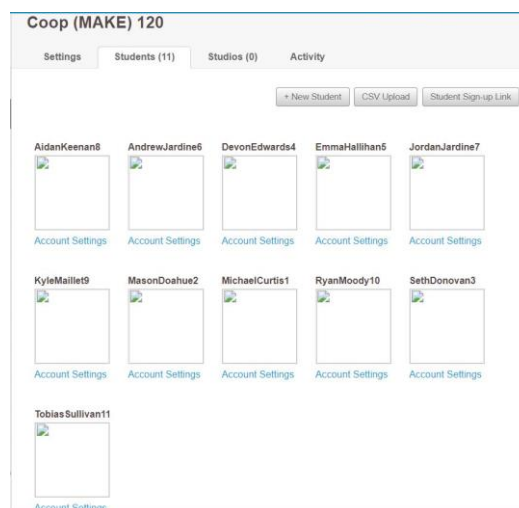 Coop (MAKE) 120
Settings Students (11) Studios (0) Activity
+ New Student CSV Upload Student Sign-up Link
AidanKeenan8 AndrewJardine6 DevonEdwards4 EmmaHallihan5 JordanJardine7
Account Settings Account Settings Account Settings Account Settings Account Settings
KyleMaillet9 MasonDoahue2 MichaelCurtis1 RyanMoody10 SethDonovan3
Account Settings Account Settings Account Settings Account Settings Account Settings
TobiasSullivan11
Account Settings